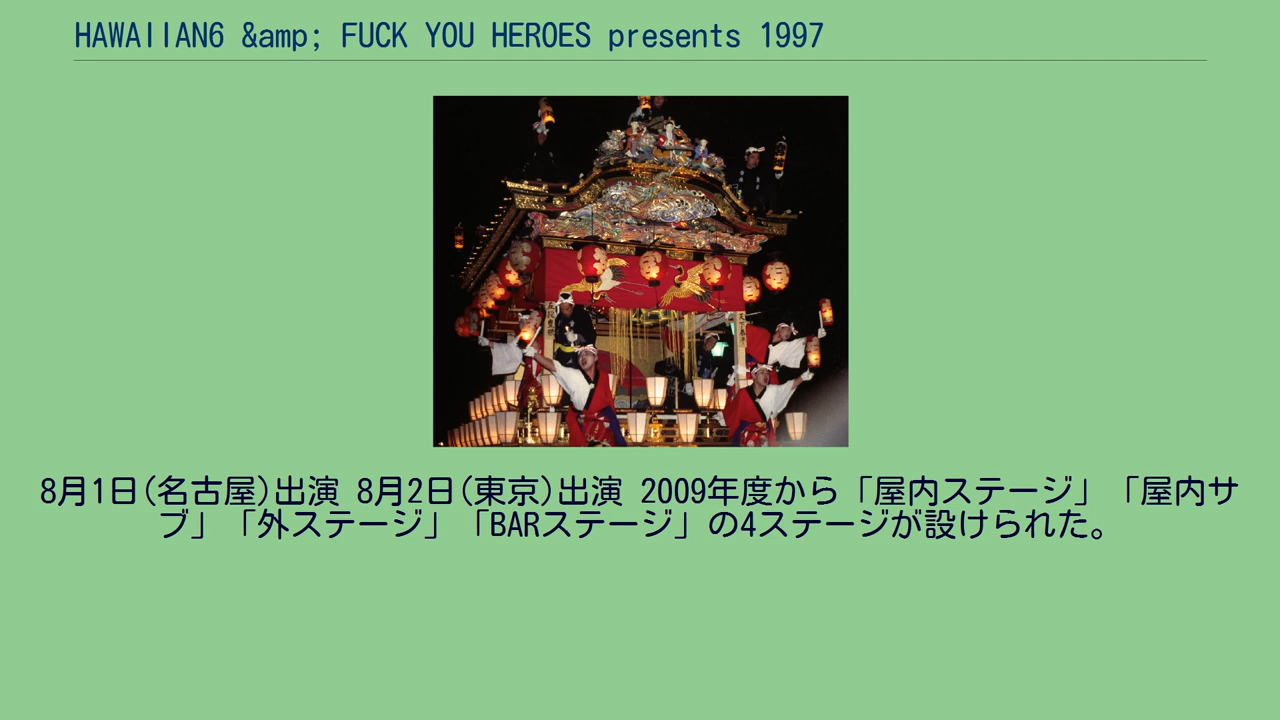 HAWAIIAN6 &amp; FUCK YOU HEROES presents 1997
8月1日(名古屋)出演 8月2日(東京)出演 2009年度から「屋内ステージ」「屋内サ
ブ」「外ステージ」「BARステージ」の4ステージが設けられた。